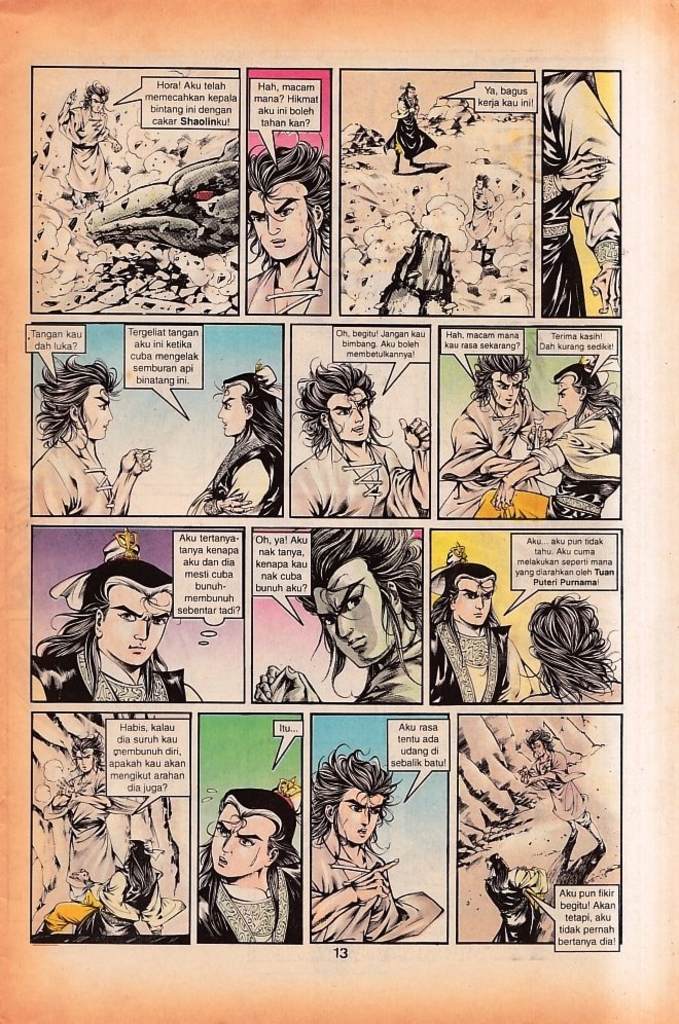 Hora! Aku telah
memecahkan kepala
bintang ini dengan
cakar Shaolinku!
Hah, macam
mana? Hikmat
aku ini boleh
tahan kan?
Ya, bagus
kerja kau ini!
Tangan kau
dah luka?
Tergeliat tangan
aku ini ketika
cuba mengelak
semburan api
binatang ini.
Oh, begitu! Jangan kau
bimbang. Aku boleh
membetulkannya!
Hah, macam mana
kau rasa sekarang?
Terima kasih!
Dah kurang sedikit!
Aku tertanya-
tanya kenapa
aku dan dia
mesti cuba
bunuh-
membunuh
sebentar tadi?
Oh, ya! Aku
nak tanya,
kenapa kau
nak cuba
bunuh aku?
Aku... aku pun tidak
tahu. Aku cuma
melakukan seperti mana
yang diarahkan oleh Tuan
Puteri Purnama!
Habis, kalau
dia suruh kau
membunuh diri,
apakah kau akan
mengikut arahan
dia juga?
Itu...
Aku rasa
tentu ada
udang di
sebalik batu!
Aku pun fikir
begitu! Akan
tetapi, aku
tidak pernah
bertanya dia!
13